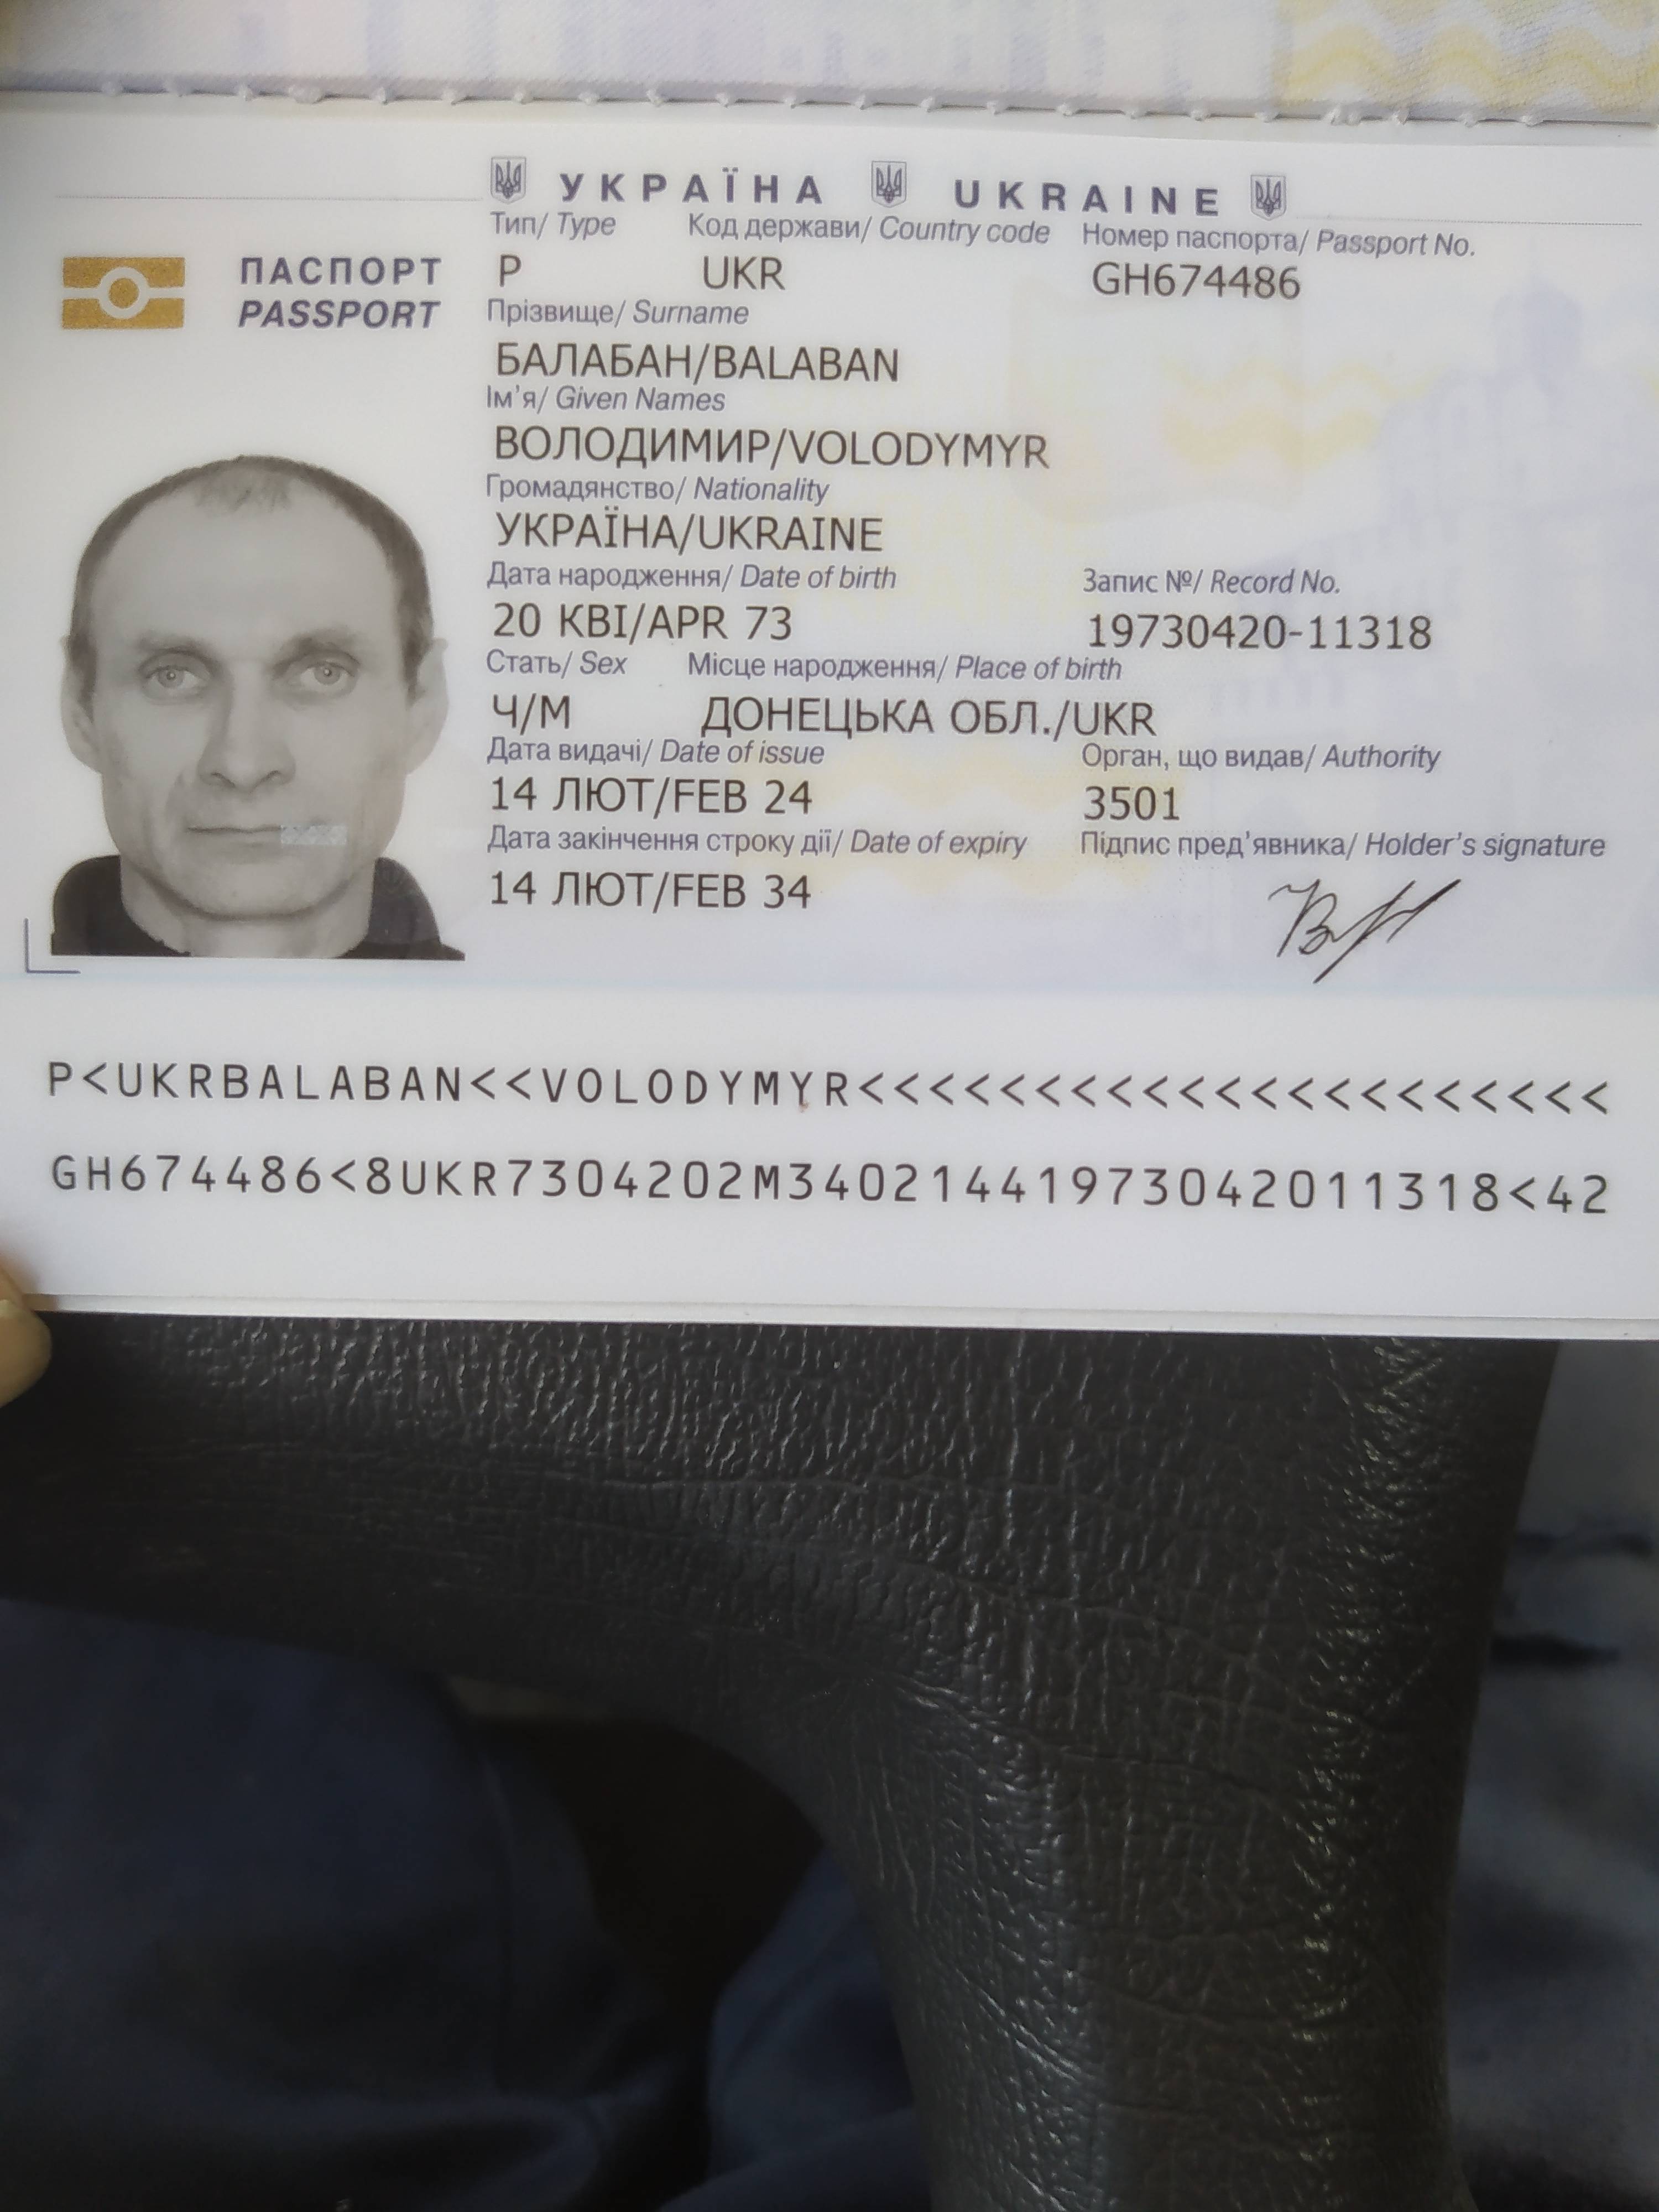 УКРАЇНА UKRAINE
Тип/ Type Код держави/ Country code Номер паспорта/ Passport No.
ПАСПОРТ P UKR GH674486
PASSPORT
Прізвище/ Surname
БАЛАБАН/BALABAN
Ім'я/ Given Names
ВОЛОДИМИР/VOLODYMYR
Громадянство/ Nationality
УКРАЇНА/UKRAINE
Дата народження/ Date of birth Запис №/ Record No.
20 КВІ/APR 73 19730420-11318
Стать/ Sex Місце народження/ Place of birth
Ч/M ДОНЕЦЬКА ОБЛ./UKR
Дата видачі/ Date of issue Орган, що видав/ Authority
14 ЛЮТ/FEB 24 3501
Дата закінчення строку дії/ Date of expiry Підпис пред'явника/ Holder's signature
14 ЛЮТ/FEB 34
P<UKRBALABAN<<VOLODYMYR<<<<<<<<<<<<<<<<<<<<<
GH674486<8UKR7304202M34021441973042011318<42